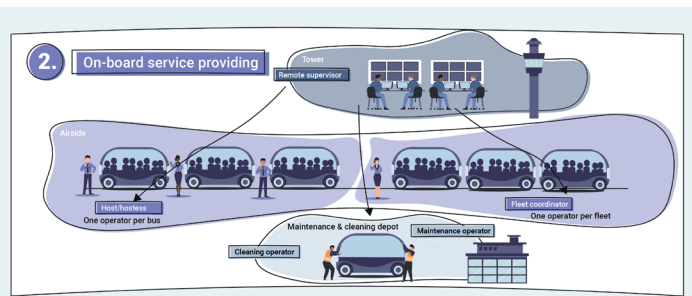 2.
On-board service providing
Tower
Remote supervisor
Airside
Host/hostess
One operator per bus
Fleet coordinator
One operator per fleet
Maintenance & cleaning depot
Maintenance operator
Cleaning operator